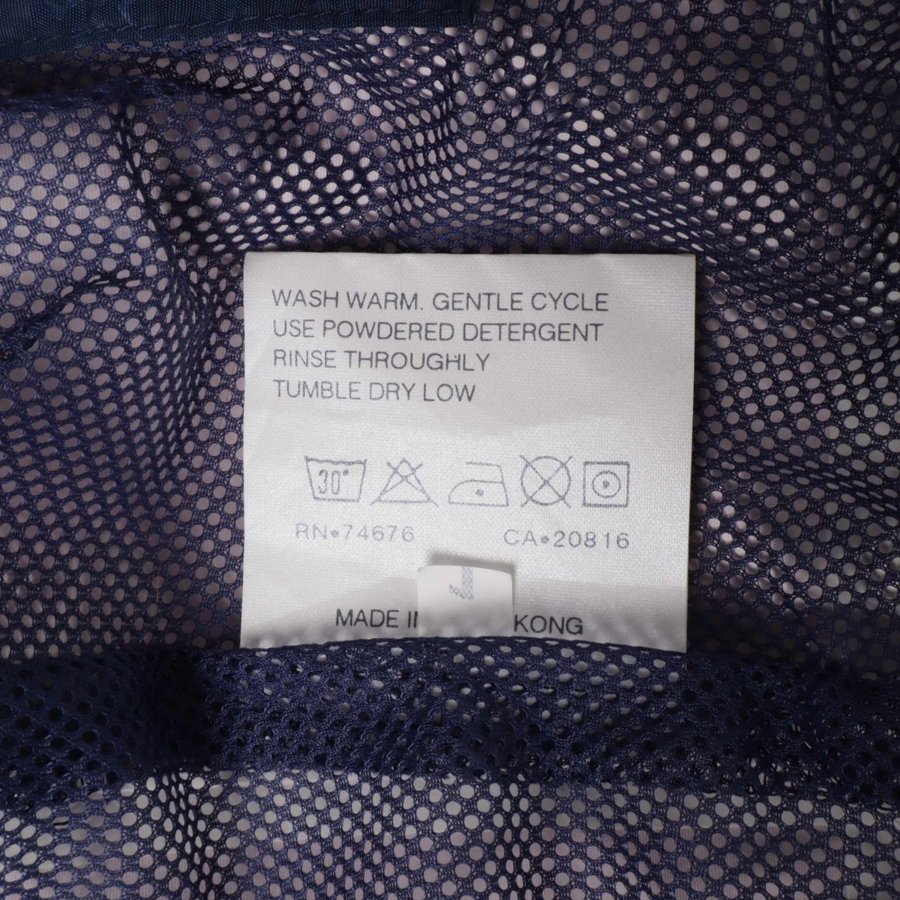 WASH WARM. GENTLE CYCLE
USE POWDERED DETERGENT
RINSE THROUGHLY
TUMBLE DRY LOW
30°
RN•74676 CA•20816
MADE KONG